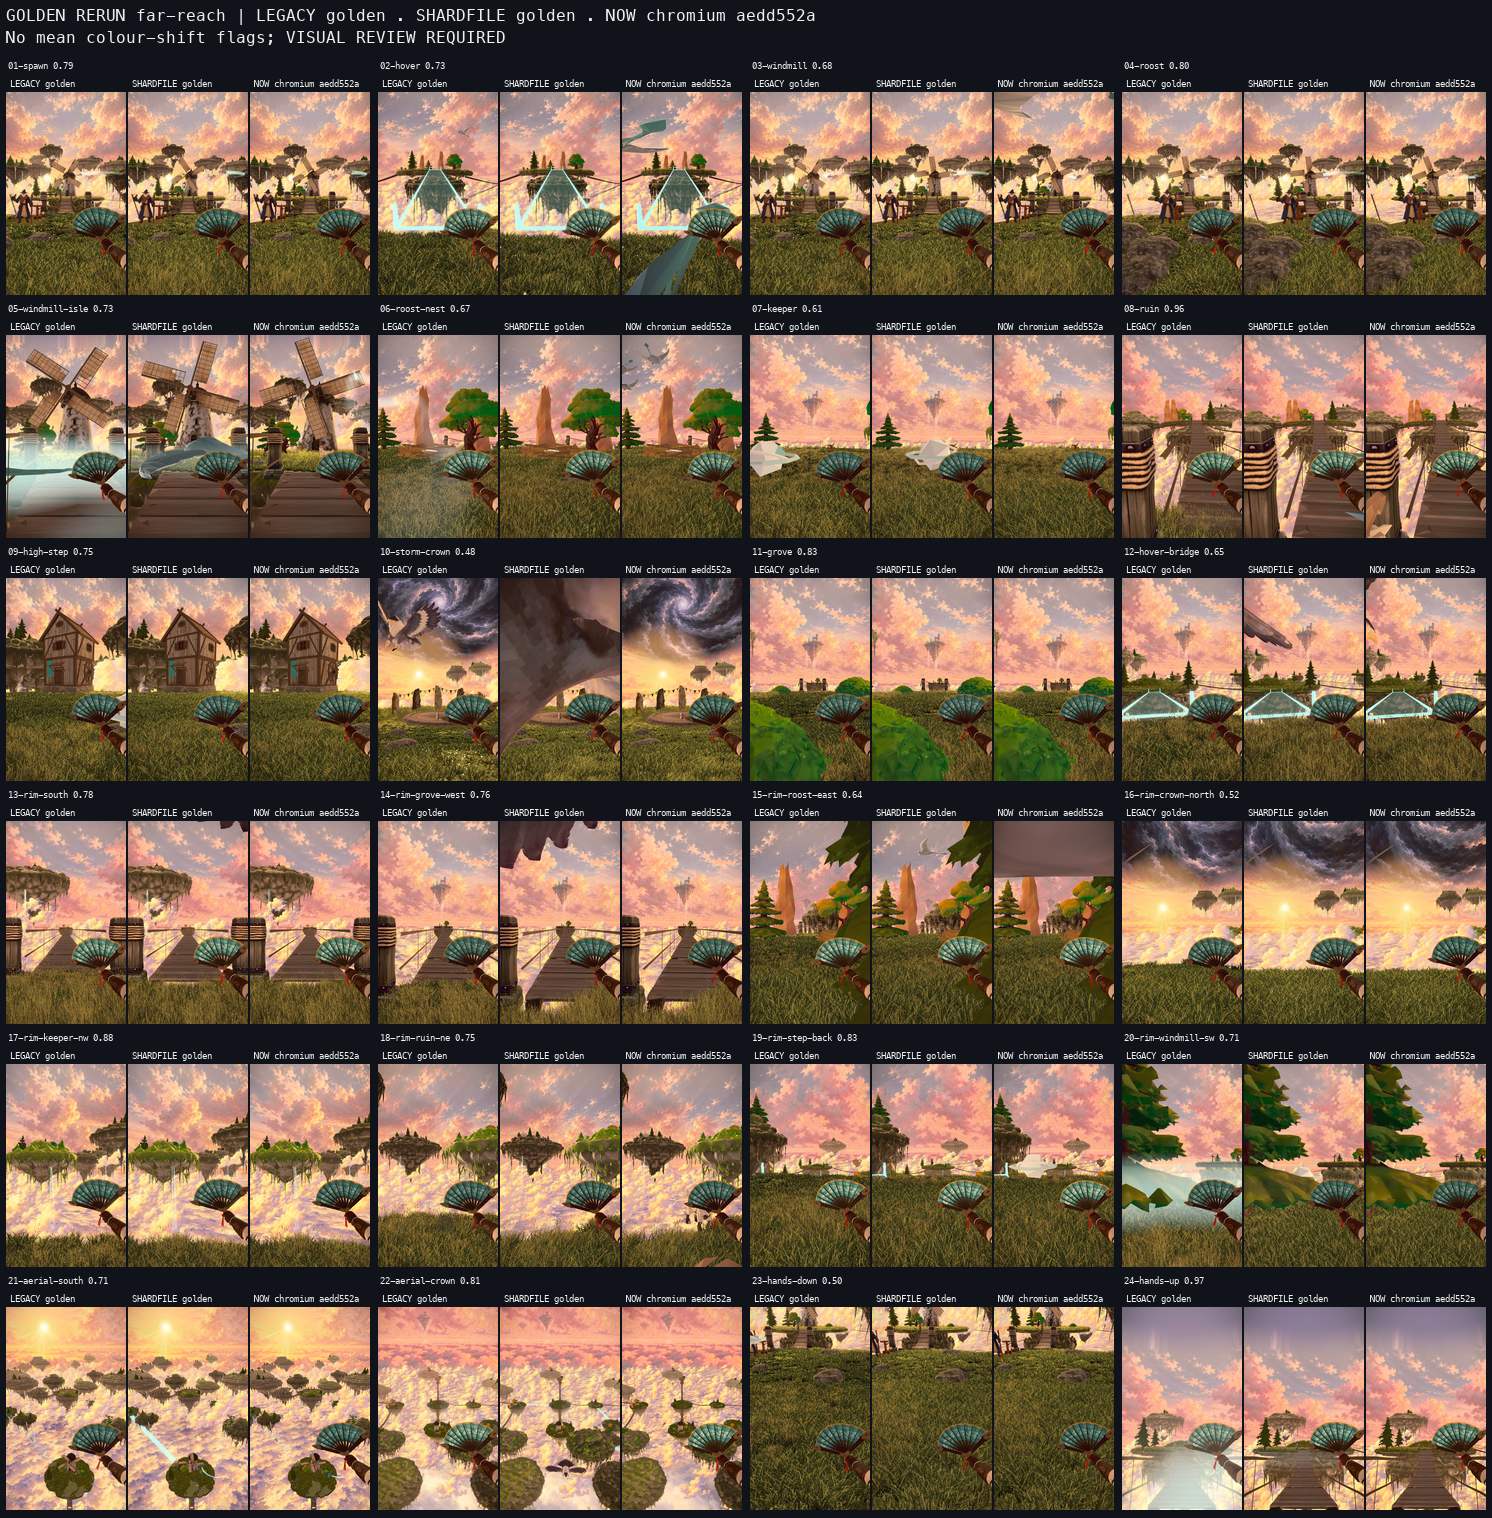 GOLDEN RERUN far-reach | LEGACY golden . SHARDFILE golden . NOW chromium aedd552a
No mean colour-shift flags; VISUAL REVIEW REQUIRED
01-spawn 0.79
LEGACY golden SHARDFILE golden NOW chromium aedd552a
02-hover 0.73
LEGACY golden SHARDFILE golden NOW chromium aedd552a
03-windmill 0.68
LEGACY golden SHARDFILE golden NOW chromium aedd552a
04-roost 0.80
LEGACY golden SHARDFILE golden NOW chromium aedd552a
05-windmill-isle 0.73
LEGACY golden SHARDFILE golden NOW chromium aedd552a
06-roost-nest 0.67
LEGACY golden SHARDFILE golden NOW chromium aedd552a
07-keeper 0.61
LEGACY golden SHARDFILE golden NOW chromium aedd552a
08-ruin 0.96
LEGACY golden SHARDFILE golden NOW chromium aedd552a
09-high-step 0.75
LEGACY golden SHARDFILE golden NOW chromium aedd552a
10-storm-crown 0.48
LEGACY golden SHARDFILE golden NOW chromium aedd552a
11-grove 0.83
LEGACY golden SHARDFILE golden NOW chromium aedd552a
12-hover-bridge 0.65
LEGACY golden SHARDFILE golden NOW chromium aedd552a
13-rim-south 0.78
LEGACY golden SHARDFILE golden NOW chromium aedd552a
14-rim-grove-west 0.76
LEGACY golden SHARDFILE golden NOW chromium aedd552a
15-rim-roost-east 0.64
LEGACY golden SHARDFILE golden NOW chromium aedd552a
16-rim-crown-north 0.52
LEGACY golden SHARDFILE golden NOW chromium aedd552a
17-rim-keeper-nw 0.88
LEGACY golden SHARDFILE golden NOW chromium aedd552a
18-rim-ruin-ne 0.75
LEGACY golden SHARDFILE golden NOW chromium aedd552a
19-rim-step-back 0.83
LEGACY golden SHARDFILE golden NOW chromium aedd552a
20-rim-windmill-sw 0.71
LEGACY golden SHARDFILE golden NOW chromium aedd552a
21-aerial-south 0.71
LEGACY golden SHARDFILE golden NOW chromium aedd552a
22-aerial-crown 0.81
LEGACY golden SHARDFILE golden NOW chromium aedd552a
23-hands-down 0.50
LEGACY golden SHARDFILE golden NOW chromium aedd552a
24-hands-up 0.97
LEGACY golden SHARDFILE golden NOW chromium aedd552a